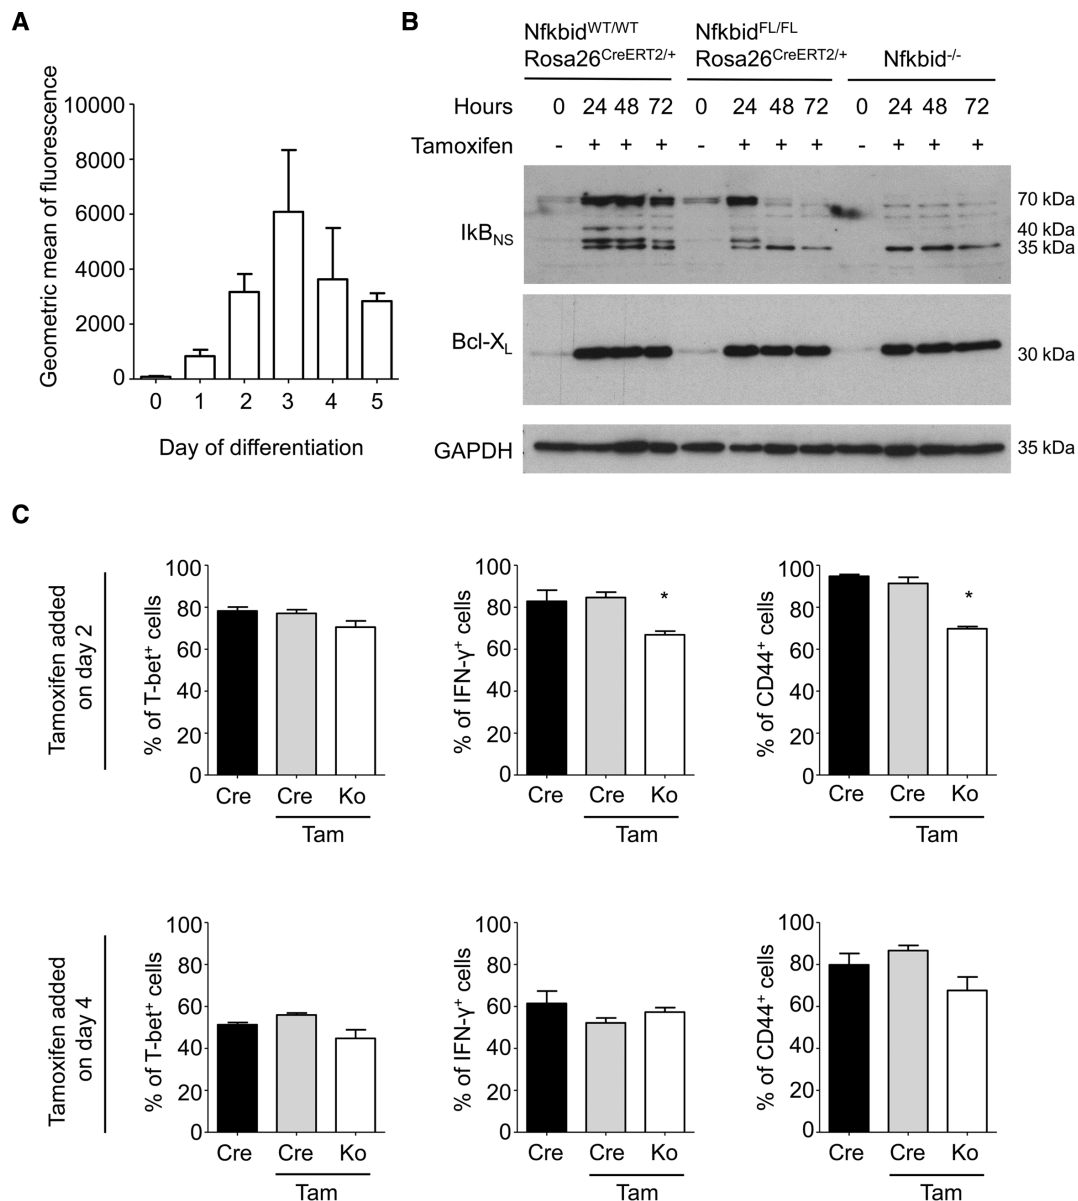 A
Geometric mean of fluorescence
10000
8000
6000
4000
2000
0
0 1 2 3 4 5
Day of differentiation
B
Nfkbid^WT/WT Nfkbid^FL/FL
Rosa26^CreERT2/+ Rosa26^CreERT2/+ Nfkbid^-/-
Hours 0 24 48 72 0 24 48 72 0 24 48 72
Tamoxifen - + + + - + + + - + + +
IkB_NS
70 kDa
40 kDa
35 kDa
Bcl-X_L
30 kDa
GAPDH
35 kDa
C
Tamoxifen added
on day 2
% of T-bet⁺ cells
100
80
60
40
20
0
Cre Cre Ko
Tam
% of IFN-γ⁺ cells
100
80
60
40
20
0
*
Cre Cre Ko
Tam
% of CD44⁺ cells
100
80
60
40
20
0
*
Cre Cre Ko
Tam
Tamoxifen added
on day 4
% of T-bet⁺ cells
100
80
60
40
20
0
Cre Cre Ko
Tam
% of IFN-γ⁺ cells
100
80
60
40
20
0
Cre Cre Ko
Tam
% of CD44⁺ cells
100
80
60
40
20
0
Cre Cre Ko
Tam